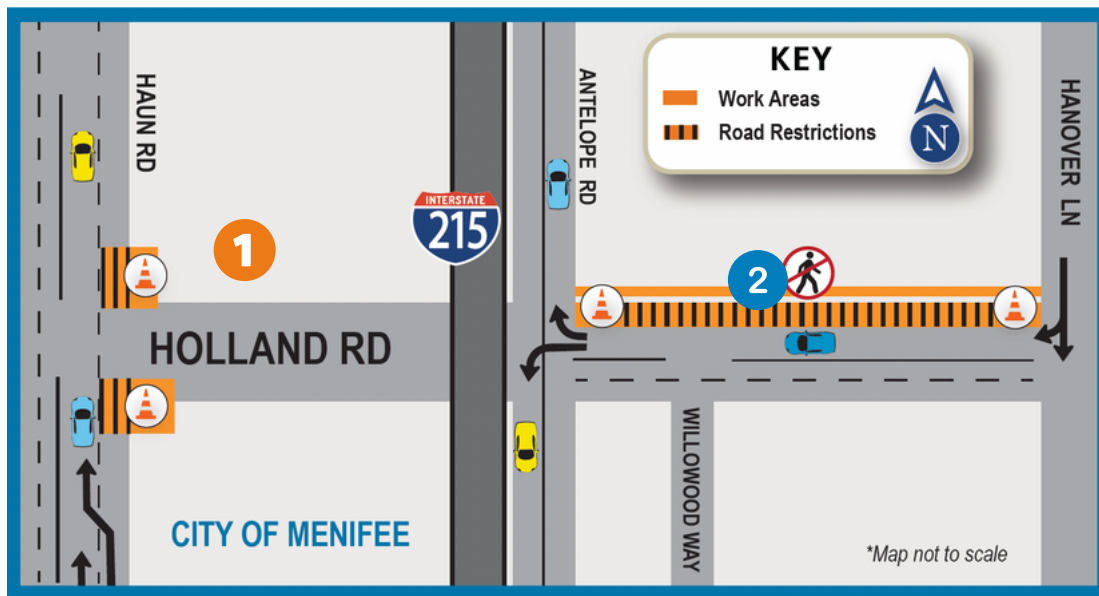 KEY
Work Areas
Road Restrictions
N
HAUN RD
ANTELOPE RD
HANOVER LN
INTERSTATE
215
1
2
HOLLAND RD
WILLOWOOD WAY
CITY OF MENIFEE
*Map not to scale